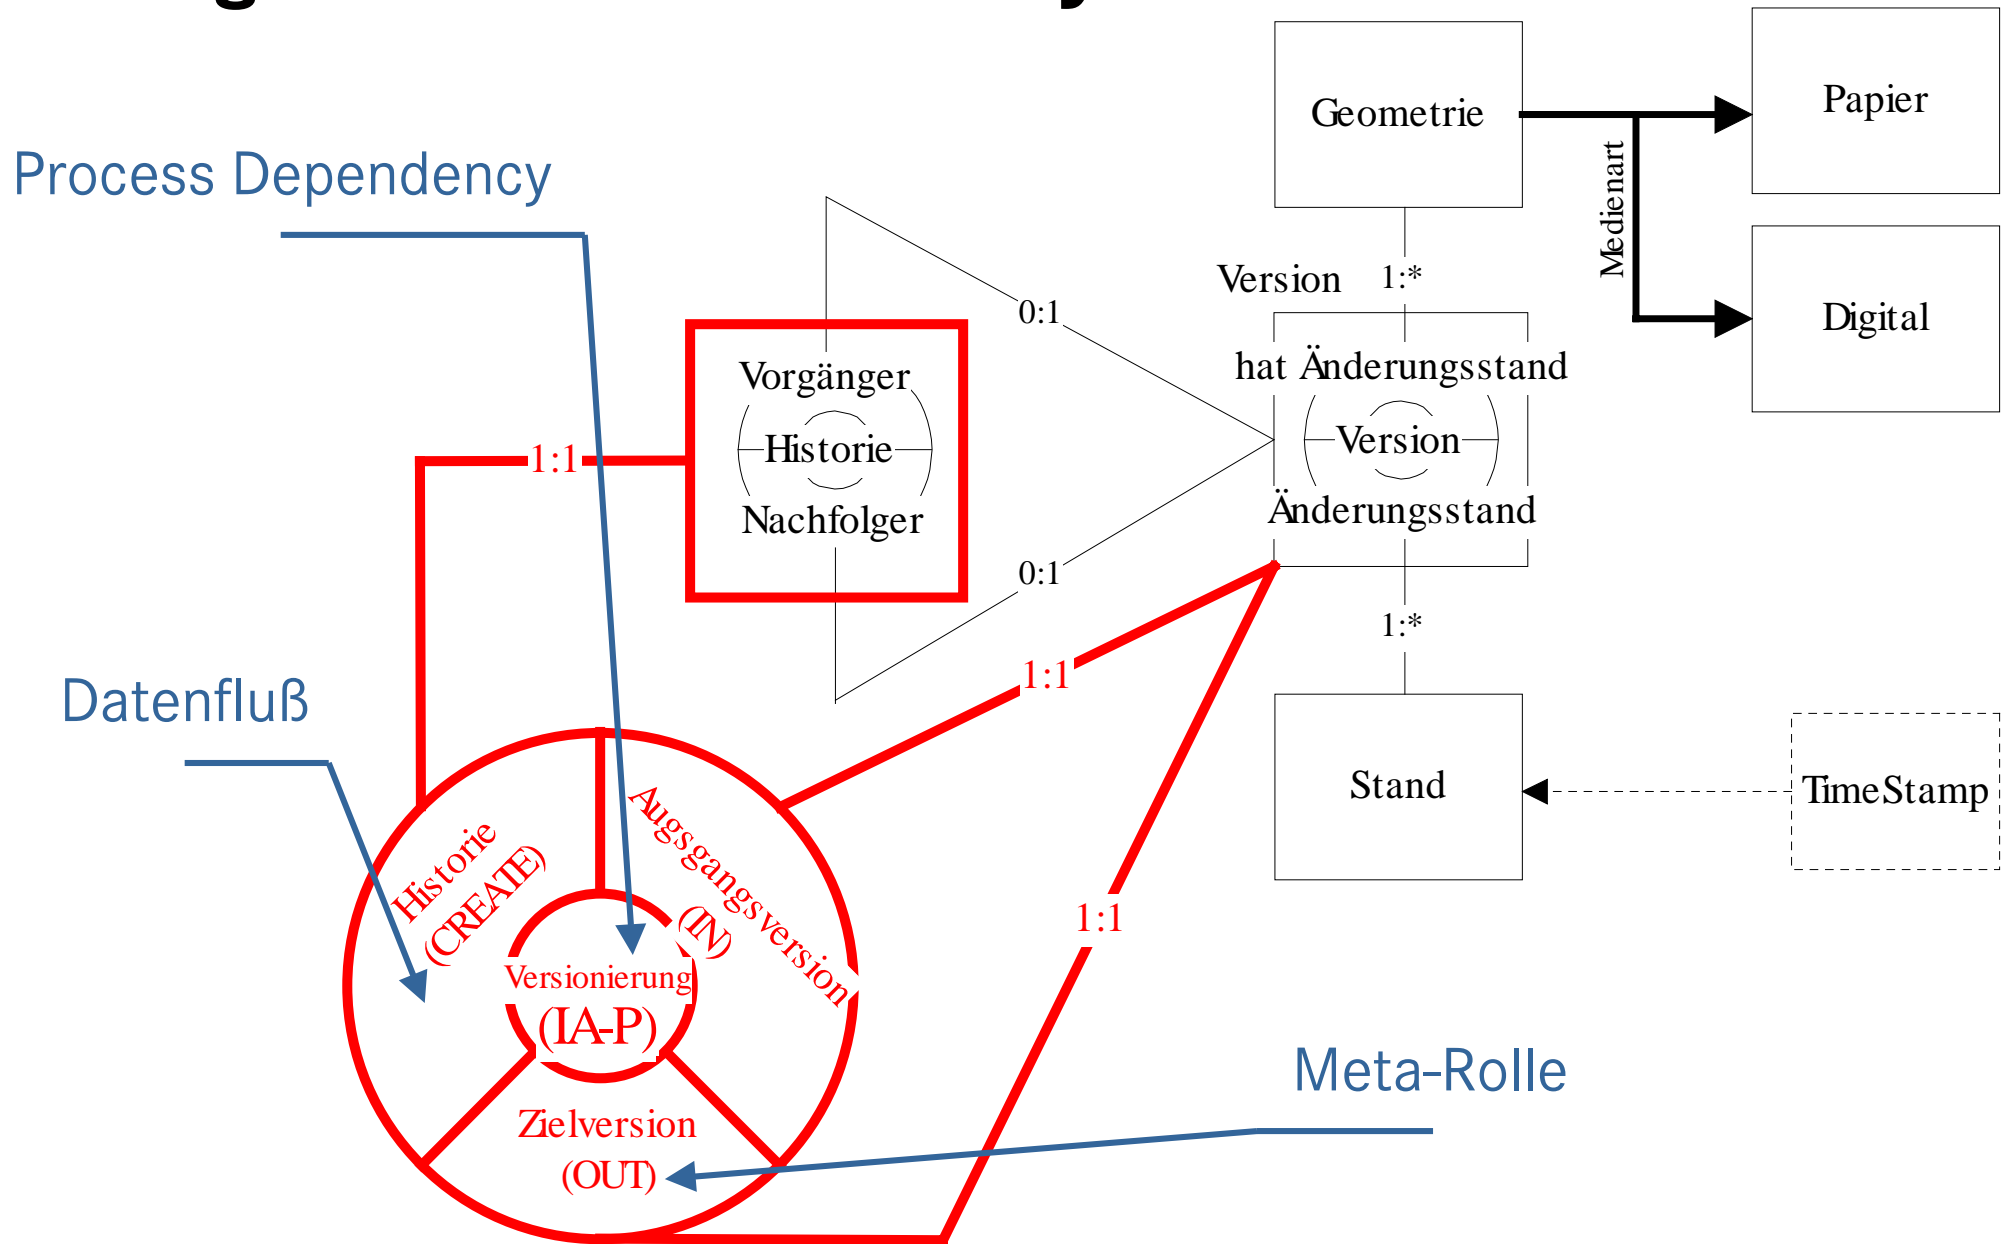 Geometrie
Papier
Medienart
Digital
Process Dependency
Version
1:*
0:1
hat Änderungsstand
Version
Änderungsstand
Vorgänger
Historie
Nachfolger
1:1
0:1
1:*
1:1
Datenfluß
Stand
TimeStamp
Historie
(CREATE)
Augsgangsversion
(IN)
1:1
Versionierung
(IA-P)
Zielversion
(OUT)
Meta-Rolle